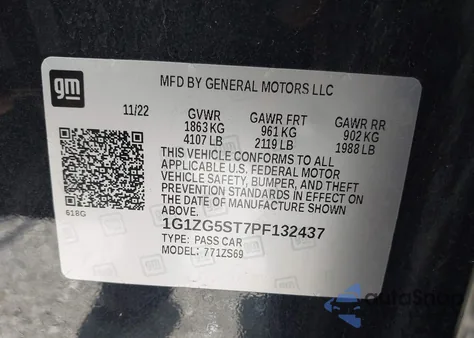 gm
MFD BY GENERAL MOTORS LLC
11/22
GVWR GAWR FRT GAWR RR
1863 KG 961 KG 902 KG
4107 LB 2119 LB 1988 LB
THIS VEHICLE CONFORMS TO ALL
APPLICABLE U.S. FEDERAL MOTOR
VEHICLE SAFETY, BUMPER, AND THEFT
PREVENTION STANDARDS IN EFFECT ON
THE DATE OF MANUFACTURE SHOWN
ABOVE.
618G
1G1ZG5ST7PF132437
TYPE: PASS CAR
MODEL: 771ZS69
AutoSnap